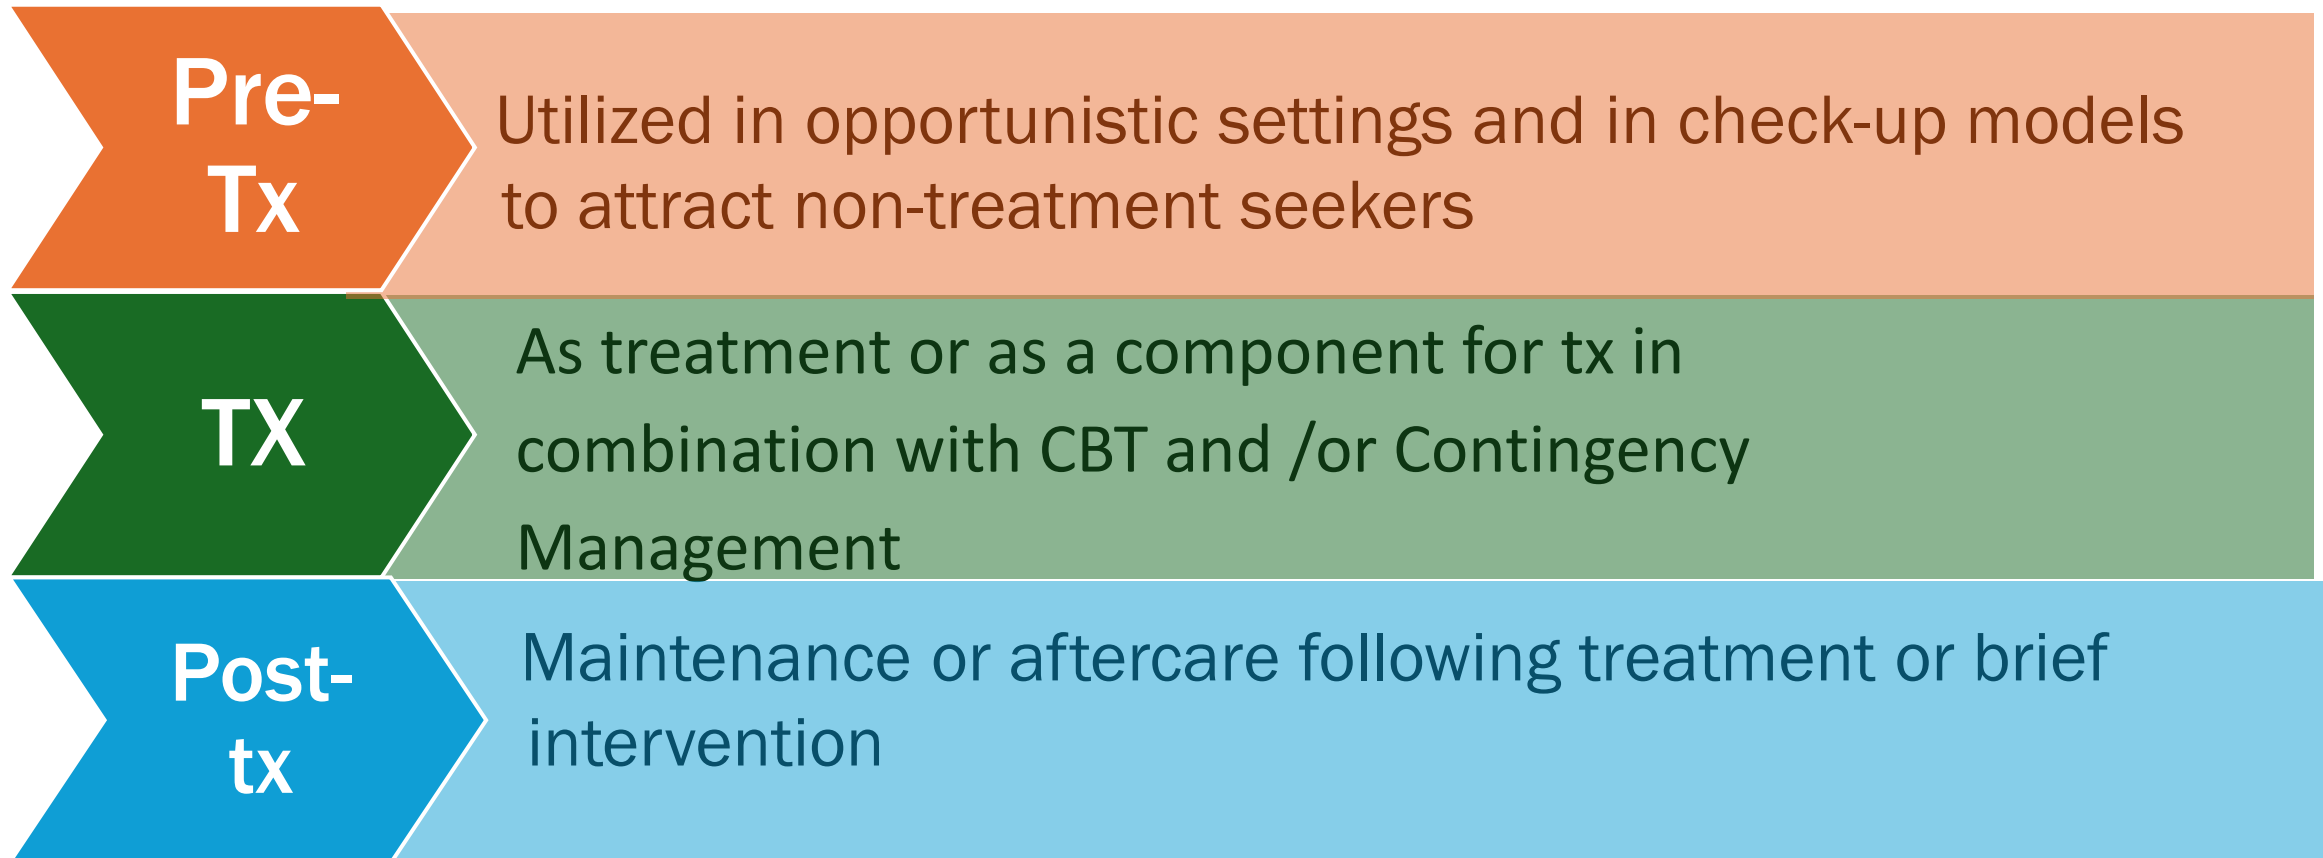 Pre-
Tx
Utilized in opportunistic settings and in check-up models
to attract non-treatment seekers
TX
As treatment or as a component for tx in
combination with CBT and /or Contingency
Management
Post-
tx
Maintenance or aftercare following treatment or brief
intervention